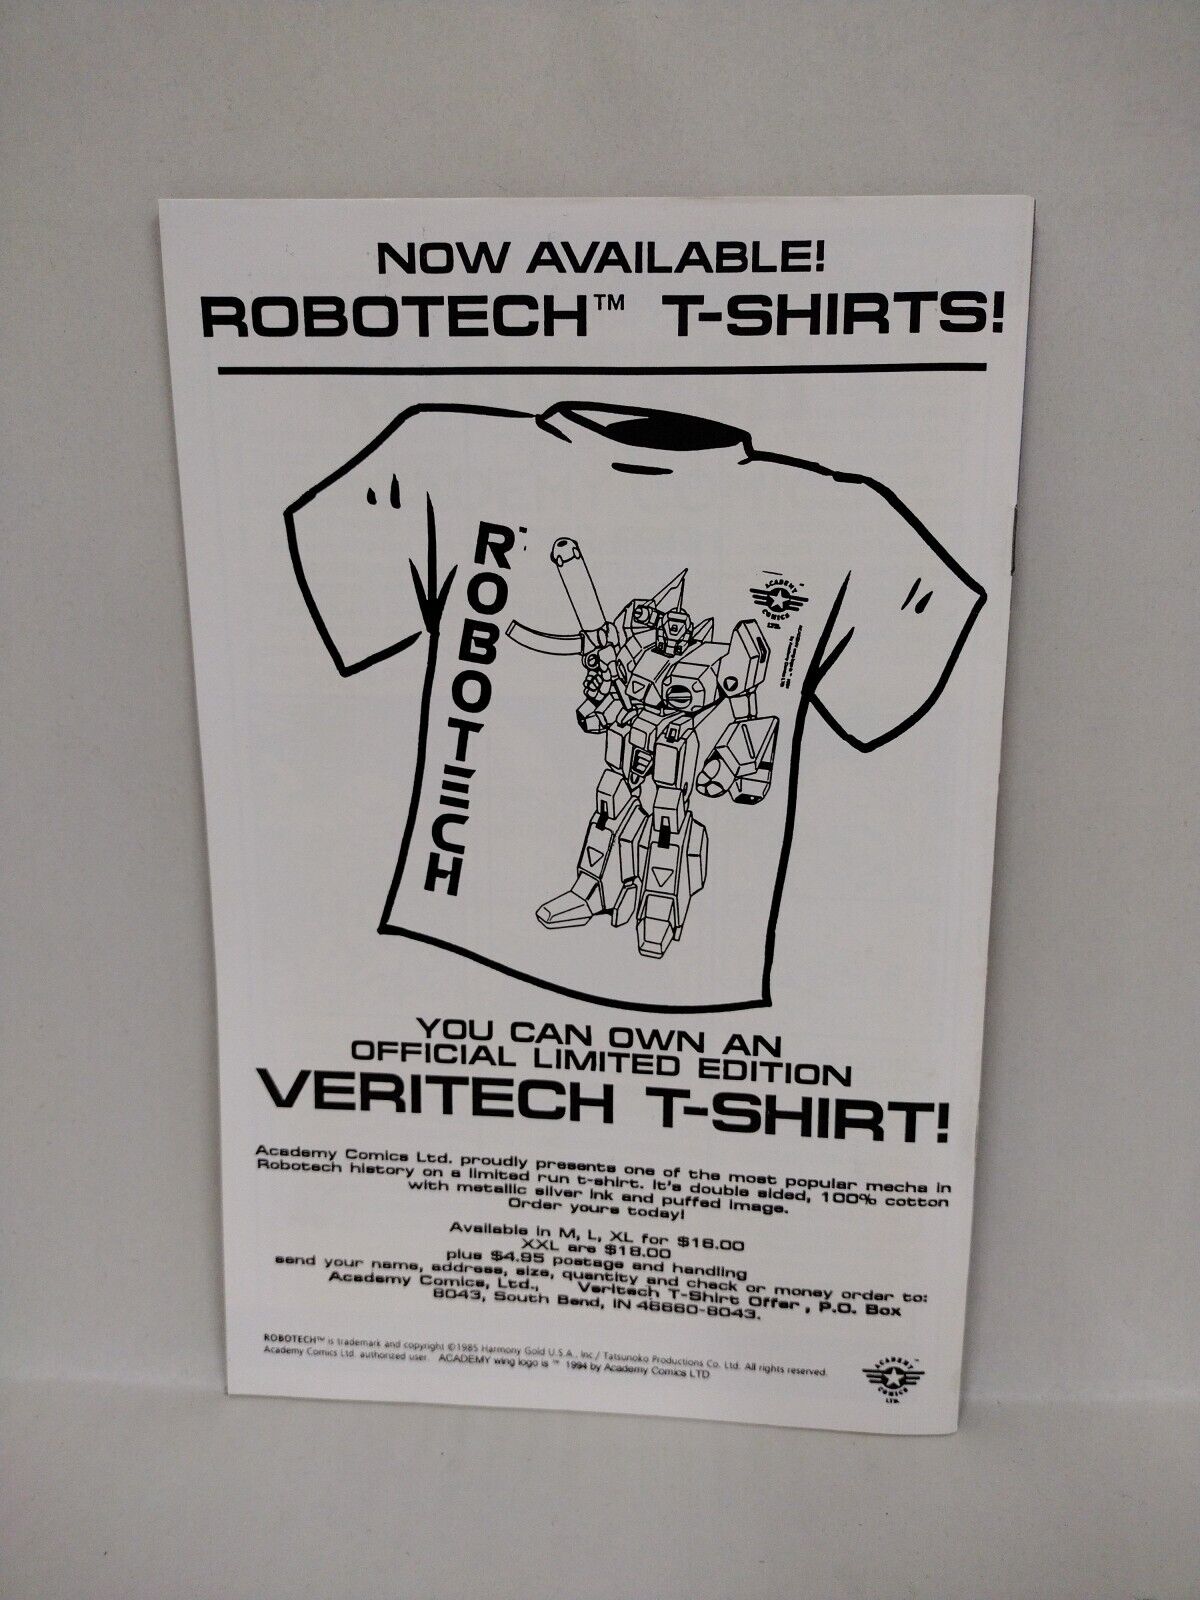 NOW AVAILABLE!
ROBOTECH™ T-SHIRTS!
ROBOTECH
ACADEMY
COMICS
LTD.
YOU CAN OWN AN
OFFICIAL LIMITED EDITION
VERITECH T-SHIRT!
Academy Comics Ltd. proudly presents one of the most popular mecha in
Robotech history on a limited run t-shirt. It's double sided, 100% cotton
with metallic silver ink and puffed image.
Order yours today!
Available in M, L, XL for $16.00
XXL are $18.00
plus $4.95 postage and handling
send your name, address, size, quantity and check or money order to:
Academy Comics, Ltd., Veritech T-Shirt Offer, P.O. Box
8043, South Bend, IN 46660-8043.
ROBOTECH™ is trademark and copyright ©1985 Harmony Gold U.S.A., Inc./Tatsunoko Productions Co. Ltd. All rights reserved.
Academy Comics Ltd. authorized user. ACADEMY wing logo is ™ 1994 by Academy Comics LTD
ACADEMY
COMICS
LTD.